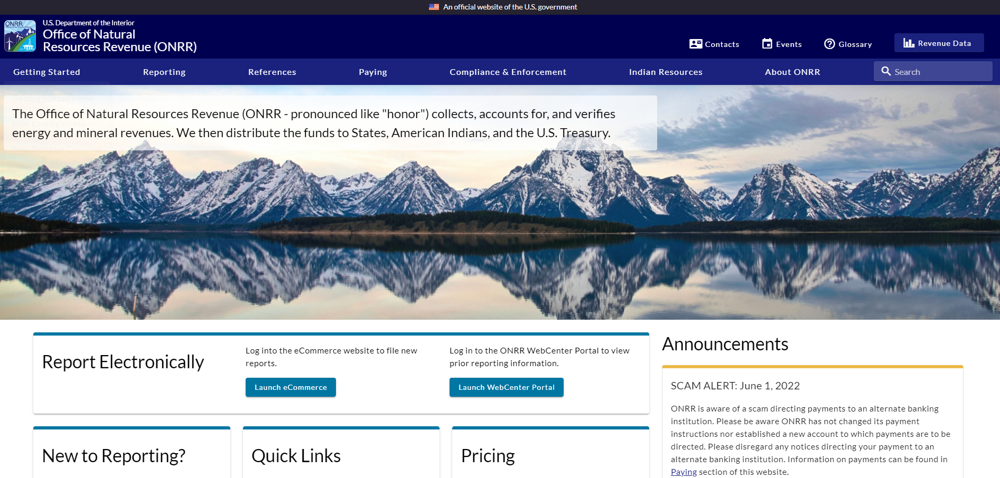 An official website of the U.S. government
ONRR
U.S. Department of the Interior
Office of Natural
Resources Revenue (ONRR)
Contacts
Events
Glossary
Revenue Data
Getting Started
Reporting
References
Paying
Compliance & Enforcement
Indian Resources
About ONRR
Search
Getting Started Home
The Office of Natural Resources Revenue (ONRR - pronounced like "honor") collects, accounts for, and verifies
How Leasing Works
energy and mineral revenues. We then distribute the funds to States, American Indians, and the U.S. Treasury.
New Reporter Checklist
Report Electronically
Log into the eCommerce website to file new
reports.
Launch eCommerce
Log in to the ONRR WebCenter Portal to view
prior reporting information.
Launch WebCenter Portal
New to Reporting?
Quick Links
Pricing
Announcements
SCAM ALERT: June 1, 2022
ONRR is aware of a scam directing payments to an alternate banking
institution. Please be aware ONRR has not changed its payment
instructions nor established a new account to which payments are to be
directed. Please disregard any notices directing your payment to an
alternate banking institution. Information on payments can be found in
Paying section of this website.